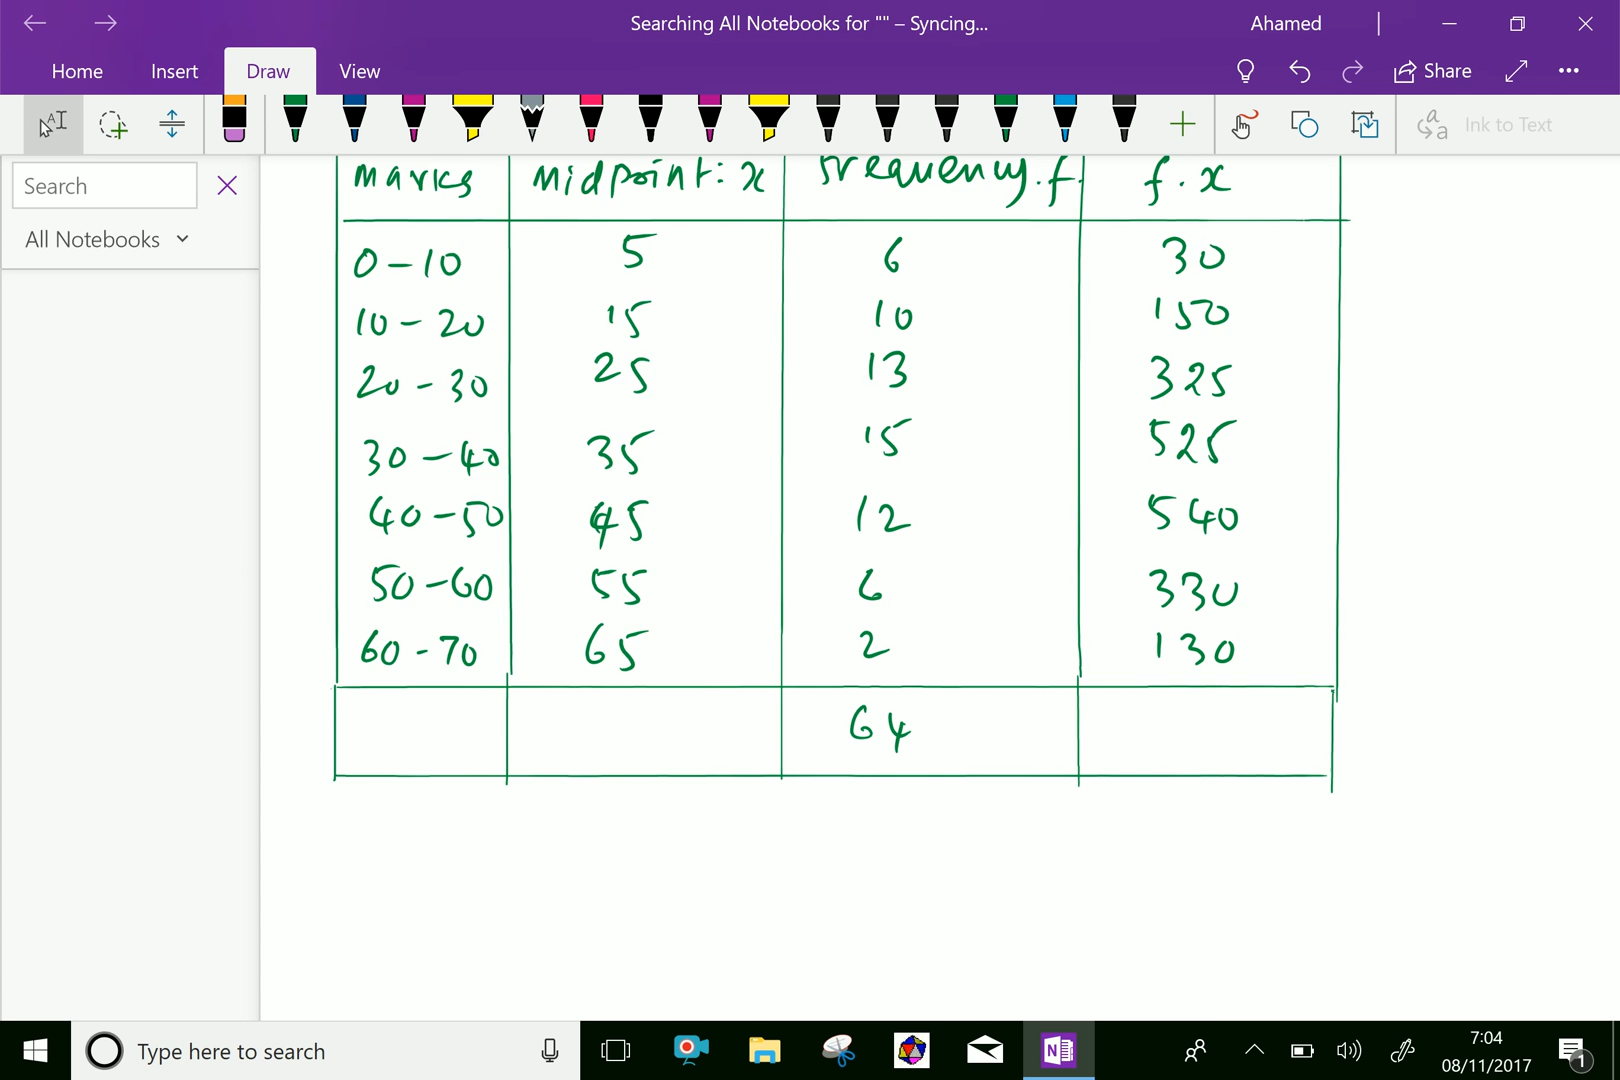 Searching All Notebooks for "" – Syncing...
Ahamed
Home Insert Draw View
Share
Ink to Text
Search
All Notebooks
Marks Midpoint: x Frequency.f. f.x
0-10 5 6 30
10-20 15 10 150
20-30 25 13 325
30-40 35 15 525
40-50 45 12 540
50-60 55 6 330
60-70 65 2 130
64
Type here to search
7:04
08/11/2017
1